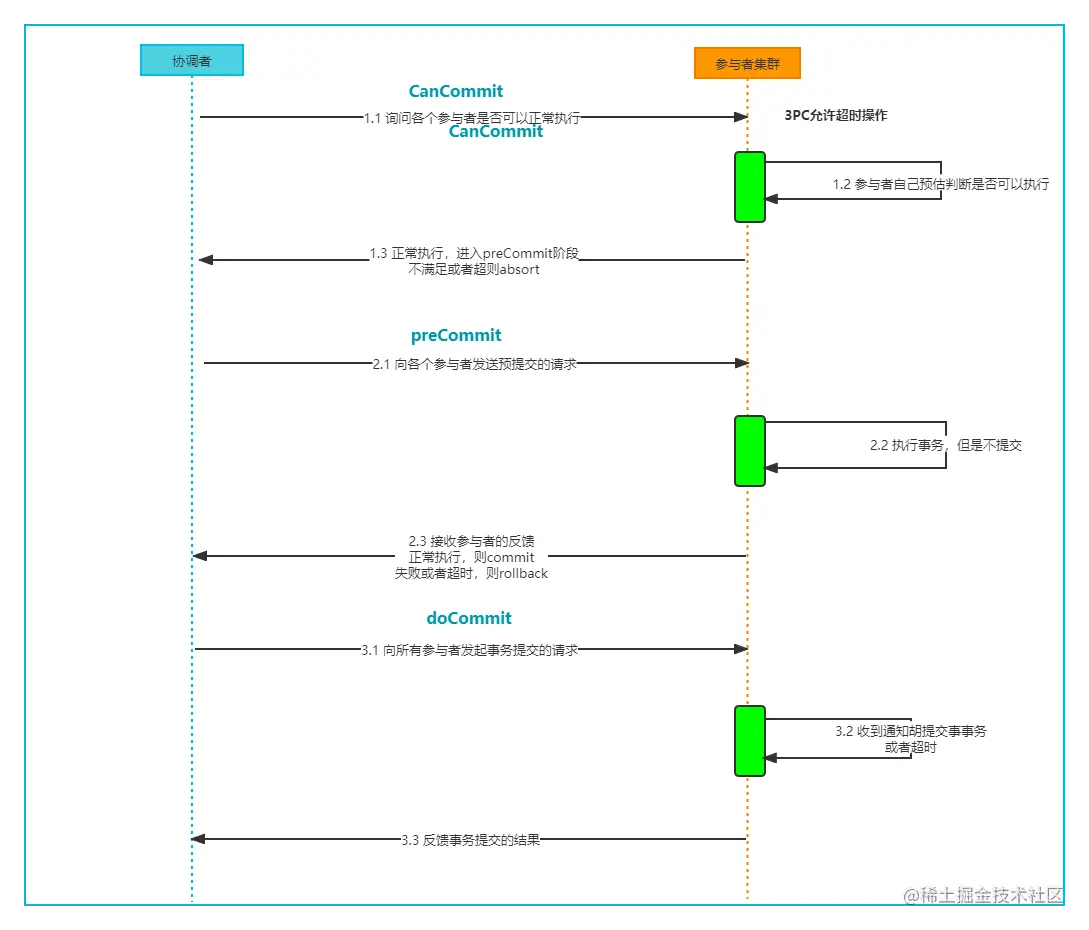 协调者
参与者集群
CanCommit
1.1 询问各个参与者是否可以正常执行
CanCommit
3PC允许超时操作
1.2 参与者自己预估判断是否可以执行
1.3 正常执行，进入preCommit阶段
不满足或者超则absort
preCommit
2.1 向各个参与者发送预提交的请求
2.2 执行事务，但是不提交
2.3 接收参与者的反馈
正常执行，则commit
失败或者超时，则rollback
doCommit
3.1 向所有参与者发起事务提交的请求
3.2 收到通知胡提交事事务
或者超时
3.3 反馈事务提交的结果
@稀土掘金技术社区